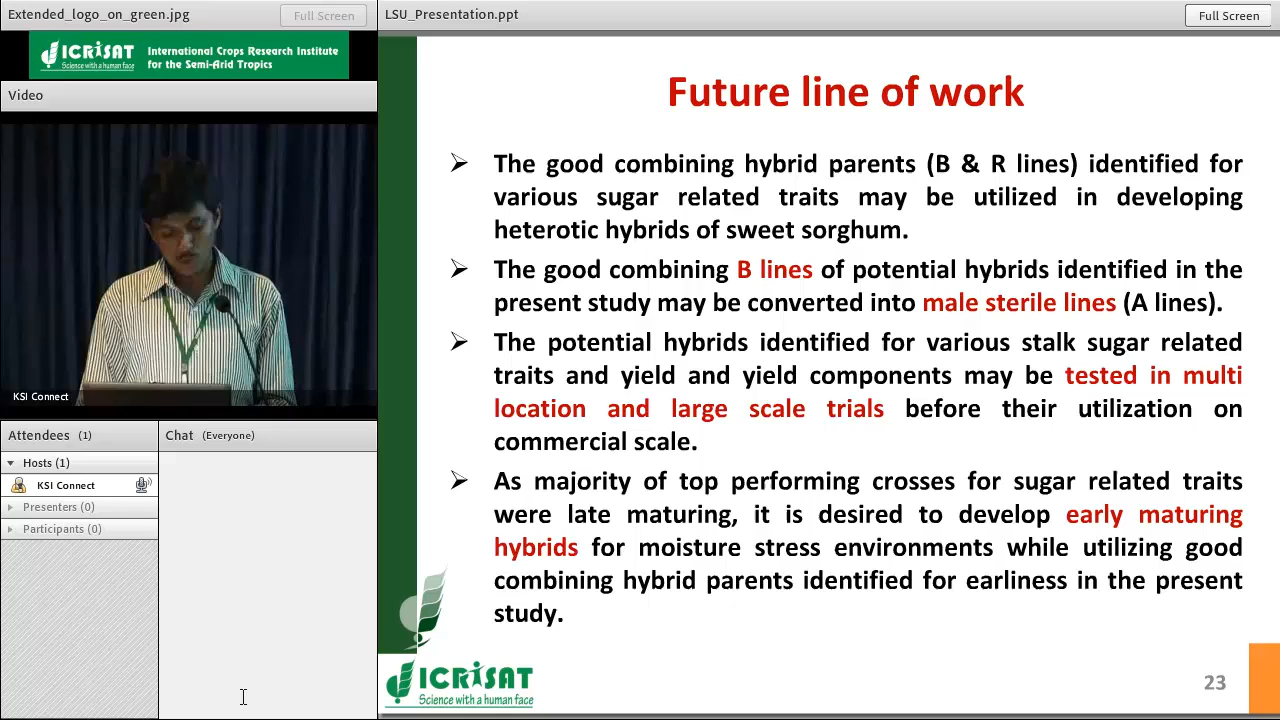 Extended_logo_on_green.jpg
Full Screen
ICRISAT
Science with a human face
International Crops Research Institute
for the Semi-Arid Tropics
Video
KSI Connect
Attendees (1)
Hosts (1)
KSI Connect
Presenters (0)
Participants (0)
Chat (Everyone)
LSU_Presentation.ppt
Full Screen
Future line of work
The good combining hybrid parents (B & R lines) identified for
various sugar related traits may be utilized in developing
heterotic hybrids of sweet sorghum.
The good combining B lines of potential hybrids identified in the
present study may be converted into male sterile lines (A lines).
The potential hybrids identified for various stalk sugar related
traits and yield and yield components may be tested in multi
location and large scale trials before their utilization on
commercial scale.
As majority of top performing crosses for sugar related traits
were late maturing, it is desired to develop early maturing
hybrids for moisture stress environments while utilizing good
combining hybrid parents identified for earliness in the present
study.
ICRISAT
Science with a human face
23